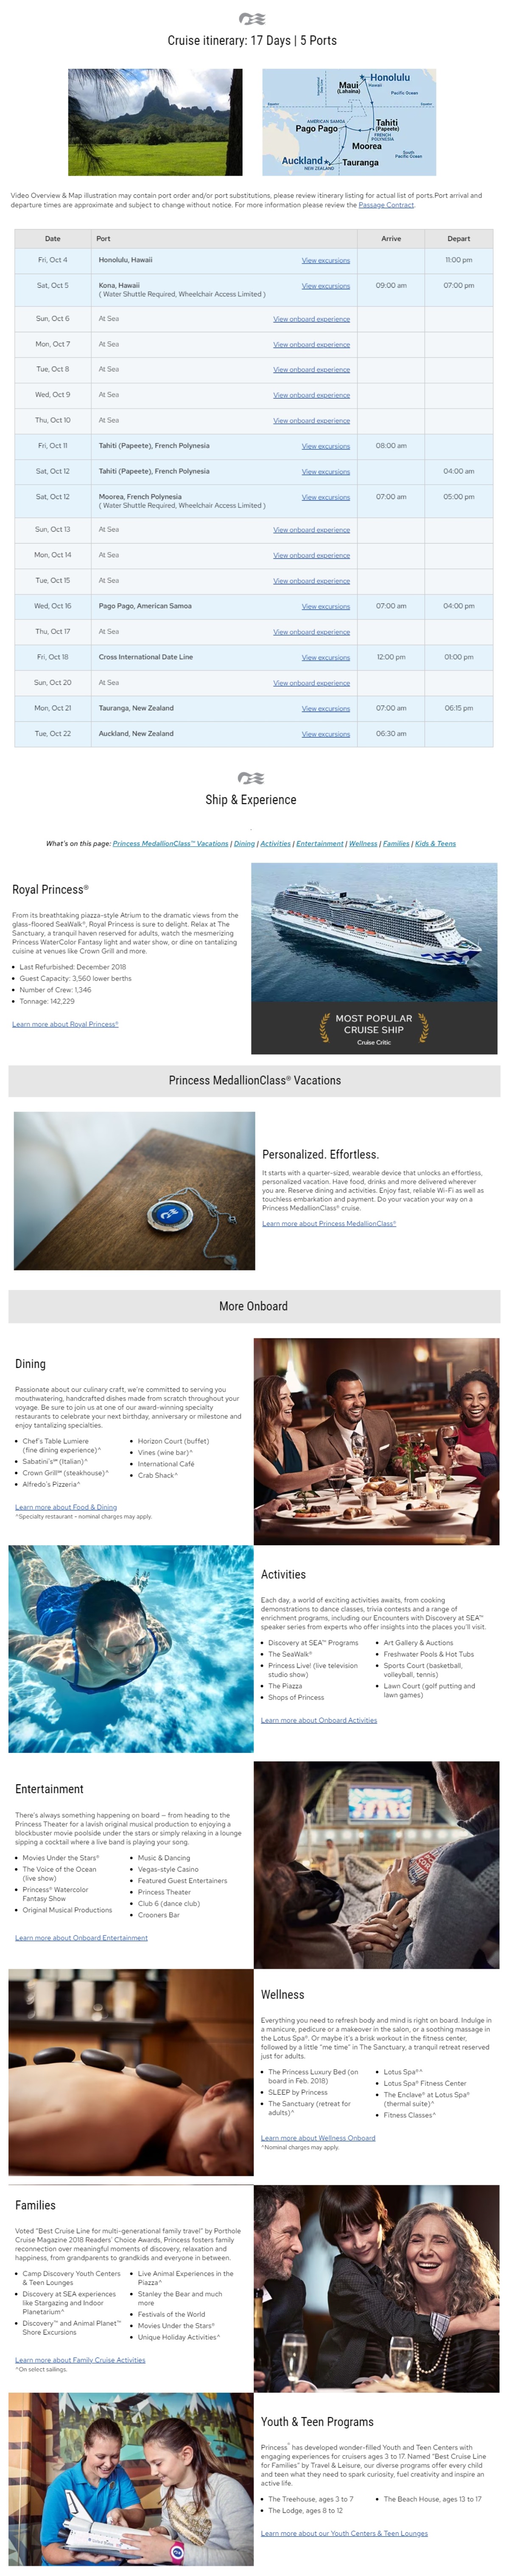 Cruise itinerary: 17 Days | 5 Ports
Honolulu
Maui
(Lahaina)
Hawaii
Pacific Ocean
Equator
Equator
AMERICAN SAMOA
Pago Pago
Tahiti
(Papeete)
FRENCH
POLYNESIA
Moorea
South
Pacific Ocean
Auckland
NEW ZEALAND
Tauranga
Video Overview & Map illustration may contain port order and/or port substitutions, please review itinerary listing for actual list of ports.Port arrival and
departure times are approximate and subject to change without notice. For more information please review the Passage Contract.
Date Port Arrive Depart
Fri, Oct 4 Honolulu, Hawaii View excursions 11:00 pm
Sat, Oct 5 Kona, Hawaii View excursions 09:00 am 07:00 pm
( Water Shuttle Required, Wheelchair Access Limited )
Sun, Oct 6 At Sea View onboard experience
Mon, Oct 7 At Sea View onboard experience
Tue, Oct 8 At Sea View onboard experience
Wed, Oct 9 At Sea View onboard experience
Thu, Oct 10 At Sea View onboard experience
Fri, Oct 11 Tahiti (Papeete), French Polynesia View excursions 08:00 am
Sat, Oct 12 Tahiti (Papeete), French Polynesia View excursions 04:00 am
Sat, Oct 12 Moorea, French Polynesia View excursions 07:00 am 05:00 pm
( Water Shuttle Required, Wheelchair Access Limited )
Sun, Oct 13 At Sea View onboard experience
Mon, Oct 14 At Sea View onboard experience
Tue, Oct 15 At Sea View onboard experience
Wed, Oct 16 Pago Pago, American Samoa View excursions 07:00 am 04:00 pm
Thu, Oct 17 At Sea View onboard experience
Fri, Oct 18 Cross International Date Line View excursions 12:00 pm 01:00 pm
Sun, Oct 20 At Sea View onboard experience
Mon, Oct 21 Tauranga, New Zealand View excursions 07:00 am 06:15 pm
Tue, Oct 22 Auckland, New Zealand View excursions 06:30 am
Ship & Experience
What's on this page: Princess MedallionClass™ Vacations | Dining | Activities | Entertainment | Wellness | Families | Kids & Teens
Royal Princess®
From its breathtaking piazza-style Atrium to the dramatic views from the
glass-floored SeaWalk®, Royal Princess is sure to delight. Relax at The
Sanctuary, a tranquil haven reserved for adults, watch the mesmerizing
Princess WaterColor Fantasy light and water show, or dine on tantalizing
cuisine at venues like Crown Grill and more.
• Last Refurbished: December 2018
• Guest Capacity: 3,560 lower berths
• Number of Crew: 1,346
• Tonnage: 142,229
Learn more about Royal Princess®
MOST POPULAR
CRUISE SHIP
Cruise Critic
Princess MedallionClass® Vacations
Personalized. Effortless.
It starts with a quarter-sized, wearable device that unlocks an effortless,
personalized vacation. Have food, drinks and more delivered wherever
you are. Reserve dining and activities. Enjoy fast, reliable Wi-Fi as well as
touchless embarkation and payment. Do your vacation your way on a
Princess MedallionClass® cruise.
Learn more about Princess MedallionClass®
More Onboard
Dining
Passionate about our culinary craft, we're committed to serving you
mouthwatering, handcrafted dishes made from scratch throughout your
voyage. Be sure to join us at one of our award-winning specialty
restaurants to celebrate your next birthday, anniversary or milestone and
enjoy tantalizing specialties.
• Chef's Table Lumiere
(fine dining experience)^
• Sabatini's℠ (Italian)^
• Crown Grill℠ (steakhouse)^
• Alfredo's Pizzeria^
• Horizon Court (buffet)
• Vines (wine bar)^
• International Café
• Crab Shack^
Learn more about Food & Dining
^Specialty restaurant – nominal charges may apply.
Activities
Each day, a world of exciting activities awaits, from cooking
demonstrations to dance classes, trivia contests and a range of
enrichment programs, including our Encounters with Discovery at SEA™
speaker series from experts who offer insights into the places you'll visit.
• Discovery at SEA™ Programs
• The SeaWalk®
• Princess Live! (live television
studio show)
• The Piazza
• Shops of Princess
• Art Gallery & Auctions
• Freshwater Pools & Hot Tubs
• Sports Court (basketball,
volleyball, tennis)
• Lawn Court (golf putting and
lawn games)
Learn more about Onboard Activities
Entertainment
There's always something happening on board – from heading to the
Princess Theater for a lavish original musical production to enjoying a
blockbuster movie poolside under the stars or simply relaxing in a lounge
sipping a cocktail where a live band is playing your song.
• Movies Under the Stars®
• The Voice of the Ocean
(live show)
• Princess® Watercolor
Fantasy Show
• Original Musical Productions
• Music & Dancing
• Vegas-style Casino
• Featured Guest Entertainers
• Princess Theater
• Club 6 (dance club)
• Crooners Bar
Learn more about Onboard Entertainment
Wellness
Everything you need to refresh body and mind is right on board. Indulge in
a manicure, pedicure or a makeover in the salon, or a soothing massage in
the Lotus Spa®. Or maybe it's a brisk workout in the fitness center,
followed by a little "me time" in The Sanctuary, a tranquil retreat reserved
just for adults.
• The Princess Luxury Bed (on
board in Feb. 2018)
• SLEEP by Princess
• The Sanctuary (retreat for
adults)^
• Lotus Spa®^
• Lotus Spa® Fitness Center
• The Enclave® at Lotus Spa®
(thermal suite)^
• Fitness Classes^
Learn more about Wellness Onboard
^Nominal charges may apply.
Families
Voted "Best Cruise Line for multi-generational family travel" by Porthole
Cruise Magazine 2018 Readers' Choice Awards, Princess fosters family
reconnection over meaningful moments of discovery, relaxation and
happiness, from grandparents to grandkids and everyone in between.
• Camp Discovery Youth Centers
& Teen Lounges
• Discovery at SEA experiences
like Stargazing and Indoor
Planetarium^
• Discovery™ and Animal Planet™
Shore Excursions
• Live Animal Experiences in the
Piazza^
• Stanley the Bear and much
more
• Festivals of the World
• Movies Under the Stars®
• Unique Holiday Activities^
Learn more about Family Cruise Activities
^On select sailings.
Youth & Teen Programs
Princess® has developed wonder-filled Youth and Teen Centers with
engaging experiences for cruisers ages 3 to 17. Named "Best Cruise Line
for Families" by Travel & Leisure, our diverse programs offer every child
and teen what they need to spark curiosity, fuel creativity and inspire an
active life.
• The Treehouse, ages 3 to 7
• The Lodge, ages 8 to 12
• The Beach House, ages 13 to 17
Learn more about our Youth Centers & Teen Lounges